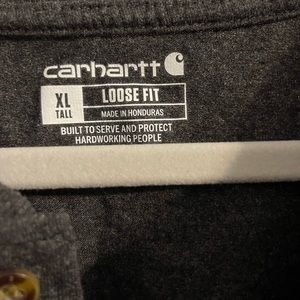 carhartt
XL TALL
LOOSE FIT
MADE IN HONDURAS
BUILT TO SERVE AND PROTECT
HARDWORKING PEOPLE